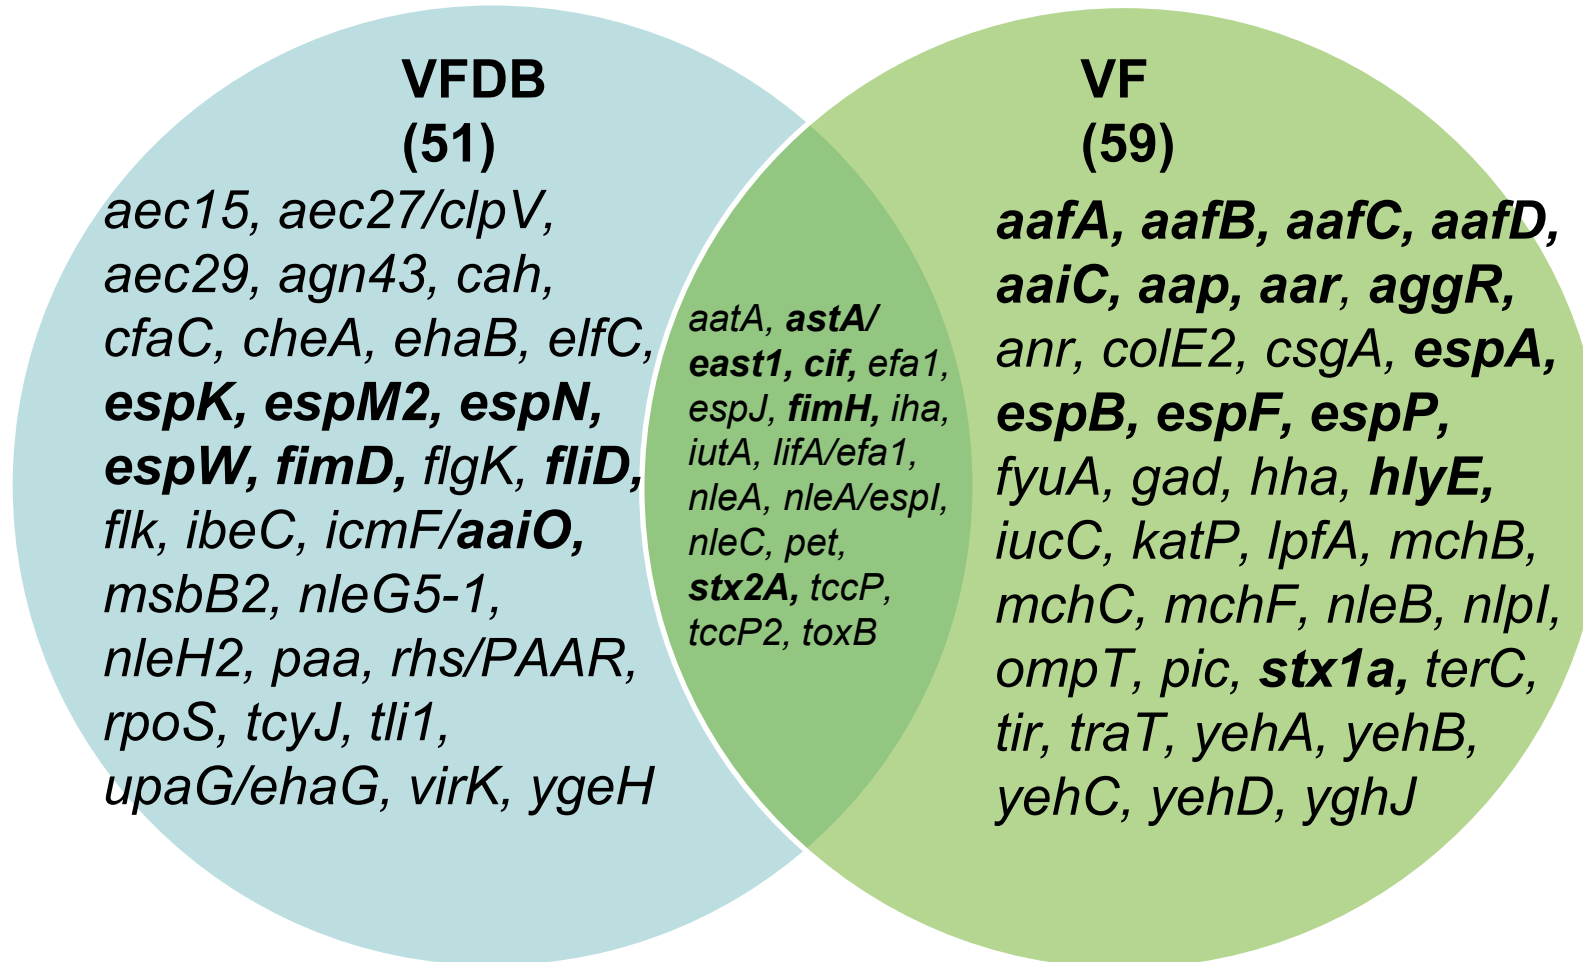 VFDB
(51)
aec15, aec27/clpV,
aec29, agn43, cah,
cfaC, cheA, ehaB, elfC,
espK, espM2, espN,
espW, fimD, flgK, fliD,
flk, ibeC, icmF/aaiO,
msbB2, nleG5-1,
nleH2, paa, rhs/PAAR,
rpoS, tcyJ, tli1,
upaG/ehaG, virK, ygeH
aatA, astA/
east1, cif, efa1,
espJ, fimH, iha,
iutA, lifA/efa1,
nleA, nleA/espI,
nleC, pet,
stx2A, tccP,
tccP2, toxB
VF
(59)
aafA, aafB, aafC, aafD,
aaiC, aap, aar, aggR,
anr, colE2, csgA, espA,
espB, espF, espP,
fyuA, gad, hha, hlyE,
iucC, katP, lpfA, mchB,
mchC, mchF, nleB, nlpI,
ompT, pic, stx1a, terC,
tir, traT, yehA, yehB,
yehC, yehD, yghJ